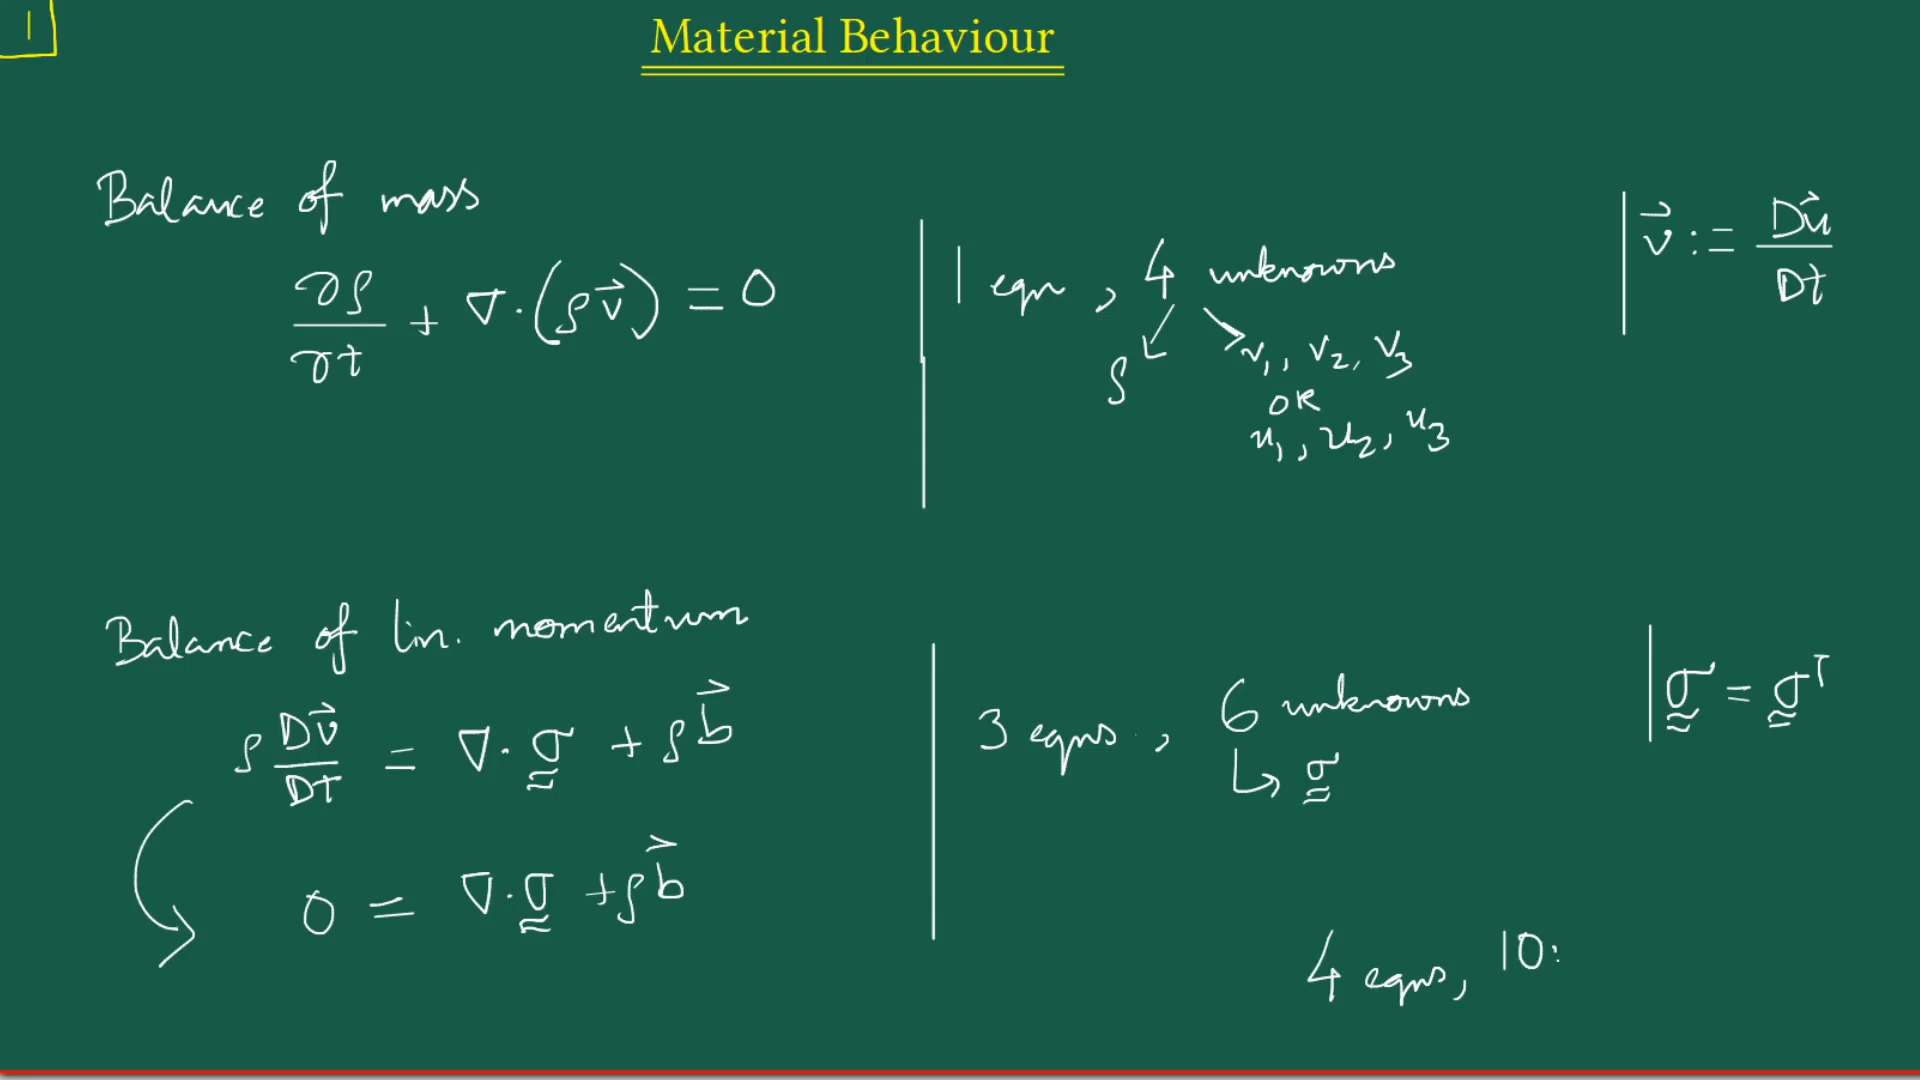 1
Material Behaviour
Balance of mass
∂ρ/∂t + ∇·(ρv⃗) = 0
1 eqn, 4 unknowns
ρ
v₁, v₂, v₃
OR
u₁, u₂, u₃
v⃗ := Du⃗/Dt
Balance of lin. momentum
ρ Dv⃗/DT = ∇·σ + ρb⃗
0 = ∇·σ + ρb⃗
3 eqns, 6 unknowns
↳ σ
σ = σᵀ
4 eqns, 10